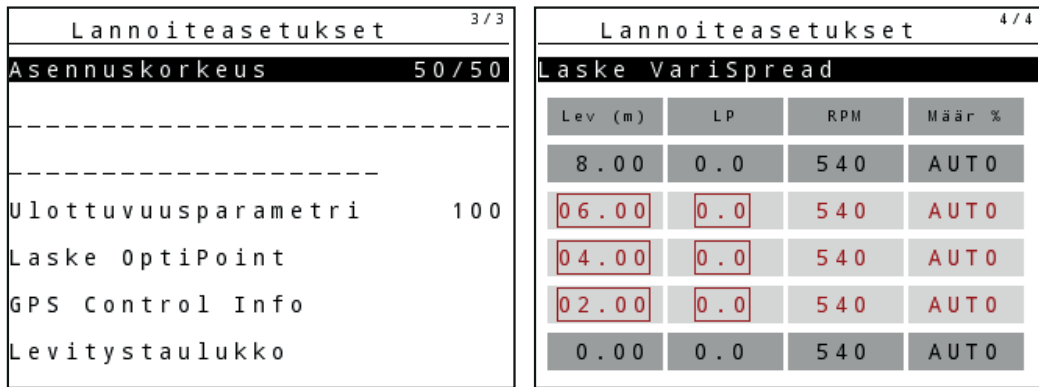 Lannoiteasetukset 3/3
Asennuskorkeus 50/50
Ulottuvuusparametri 100
Laske OptiPoint
GPS Control Info
Levitystaulukko
Lannoiteasetukset 4/4
Laske VariSpread
Lev (m) LP RPM Määr %
8.00 0.0 540 AUTO
06.00 0.0 540 AUTO
04.00 0.0 540 AUTO
02.00 0.0 540 AUTO
0.00 0.0 540 AUTO